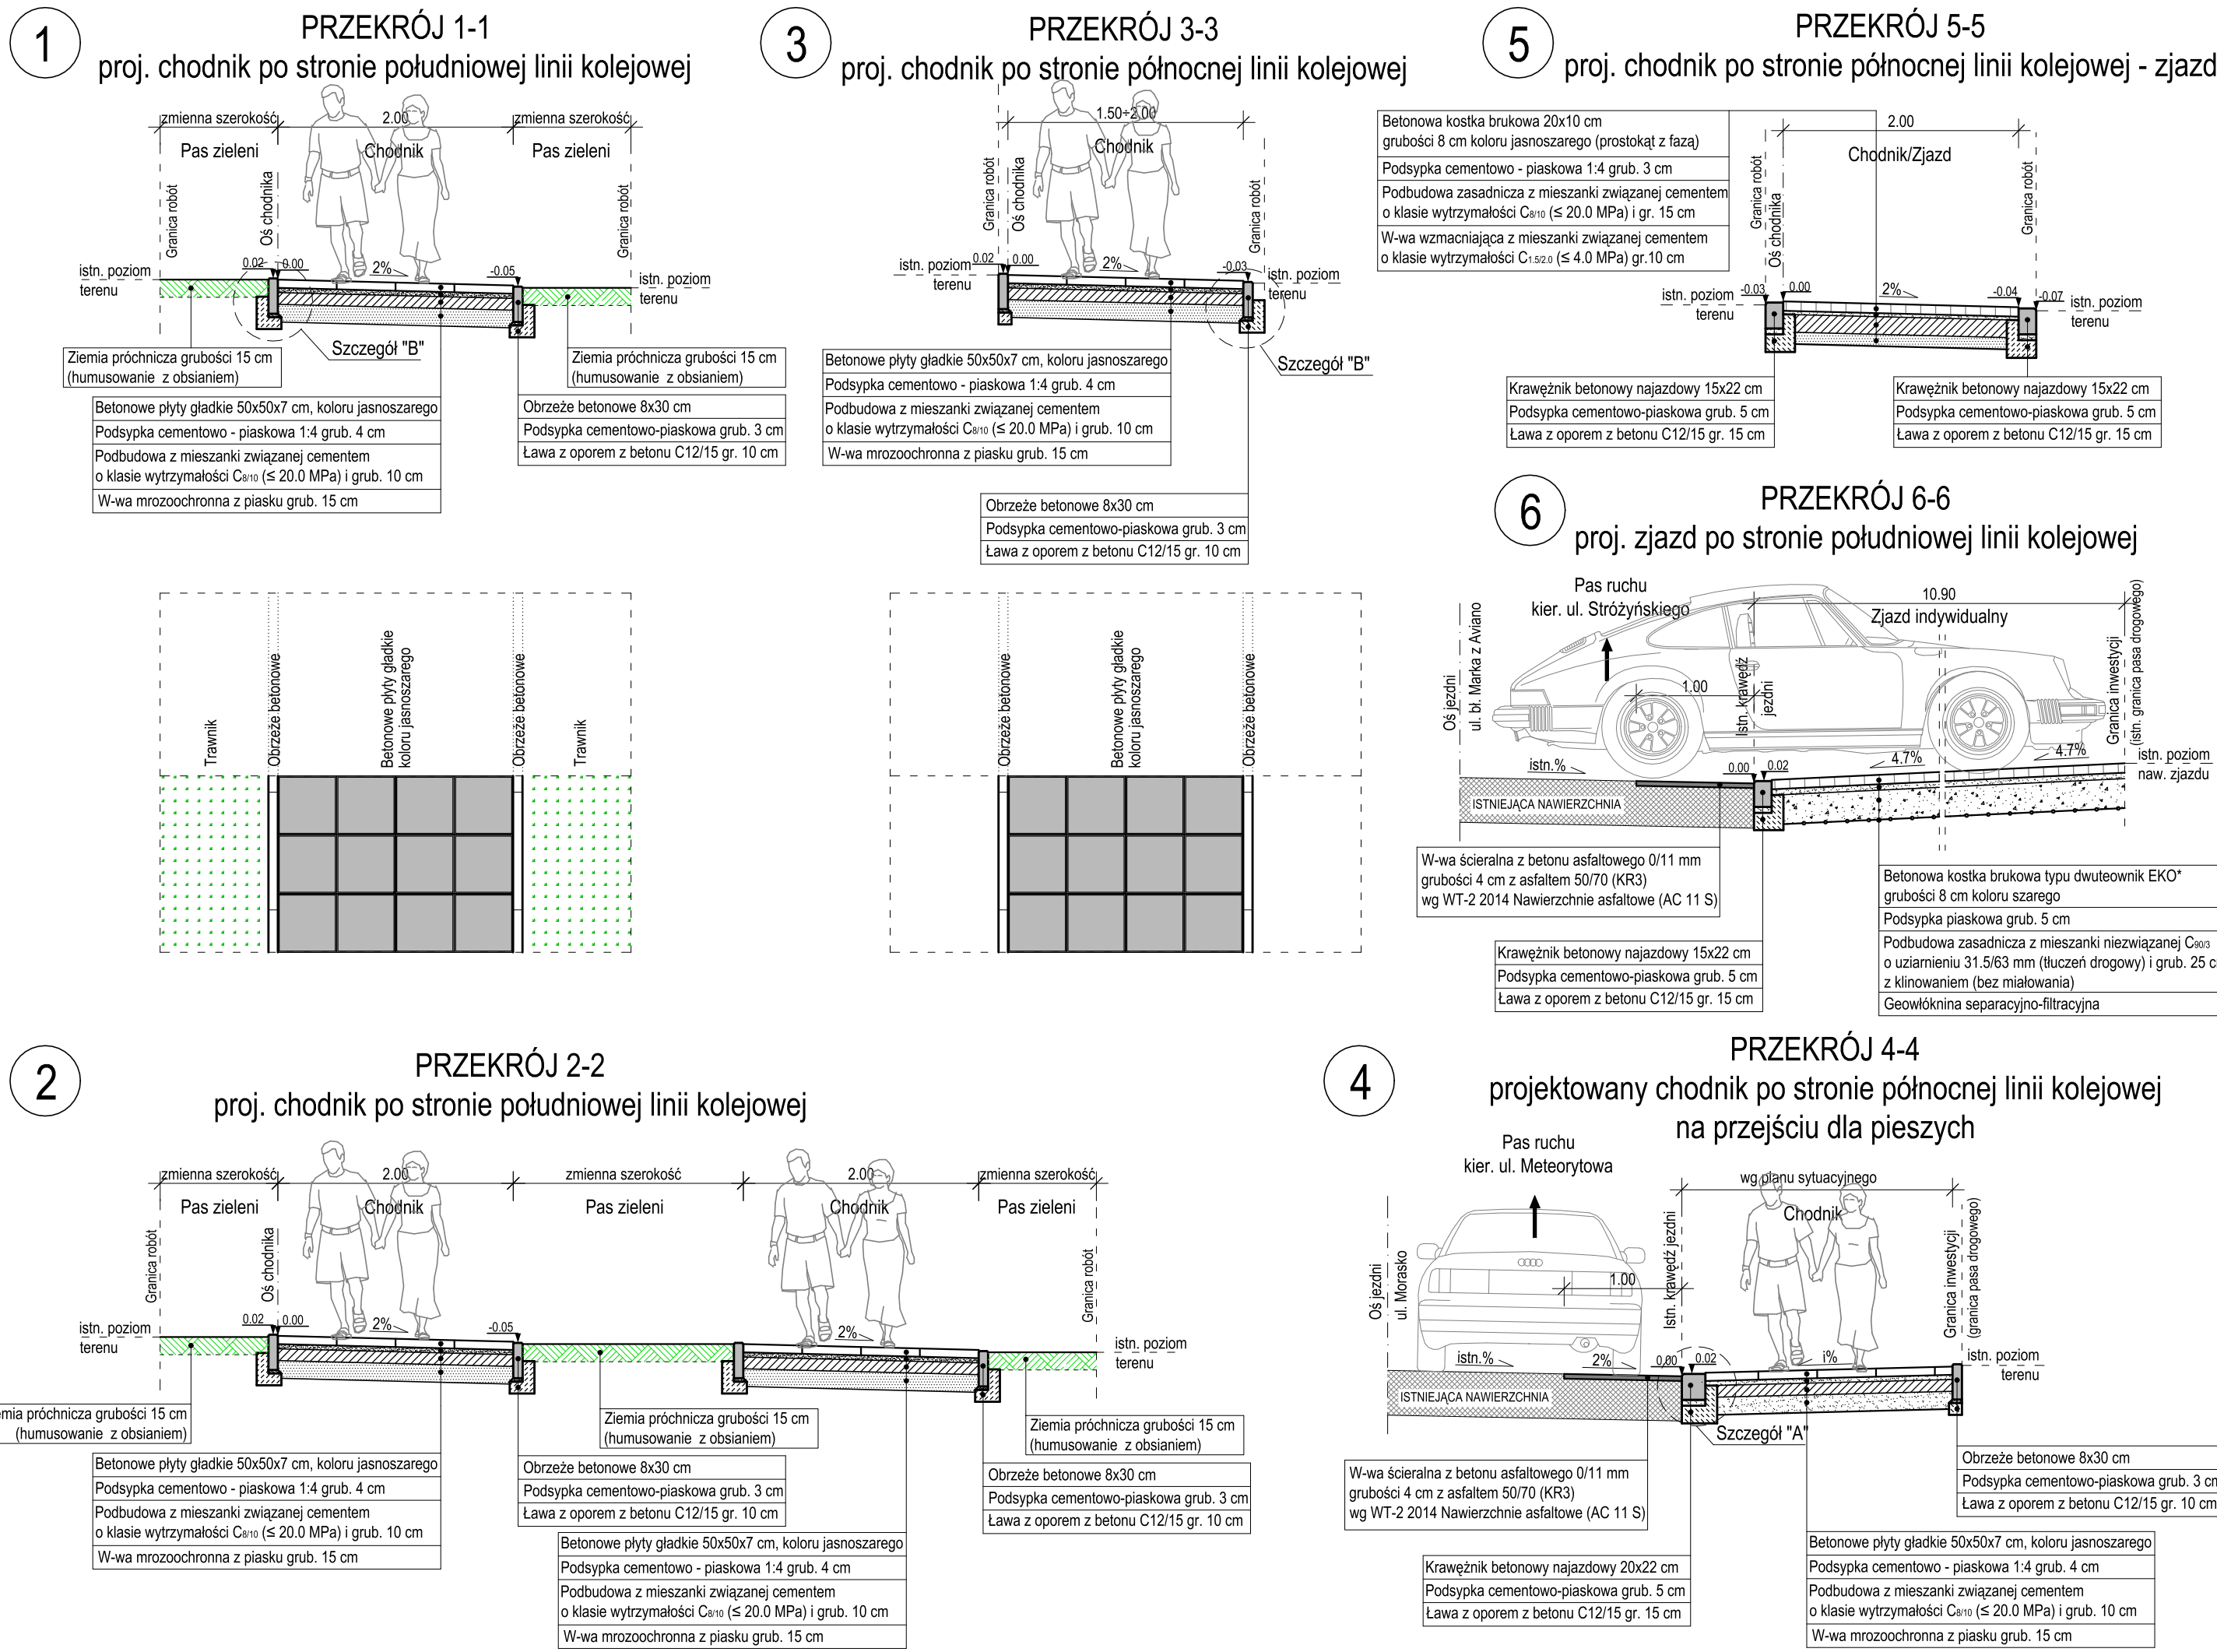 1
PRZEKRÓJ 1-1
proj. chodnik po stronie południowej linii kolejowej
zmienna szerokość
2.00
zmienna szerokość
Pas zieleni
Chodnik
Pas zieleni
Granica robót
Oś chodnika
Granica robót
istn. poziom
terenu
0.02
0.00
2%
-0.05
istn. poziom
terenu
Szczegół "B"
Ziemia próchnicza grubości 15 cm
(humusowanie z obsianiem)
Ziemia próchnicza grubości 15 cm
(humusowanie z obsianiem)
Betonowe płyty gładkie 50x50x7 cm, koloru jasnoszarego
Podsypka cementowo - piaskowa 1:4 grub. 4 cm
Podbudowa z mieszanki związanej cementem
o klasie wytrzymałości C8/10 (≤ 20.0 MPa) i grub. 10 cm
W-wa mrozoochronna z piasku grub. 15 cm
Obrzeże betonowe 8x30 cm
Podsypka cementowo-piaskowa grub. 3 cm
Ława z oporem z betonu C12/15 gr. 10 cm
Trawnik
Obrzeże betonowe
Betonowe płyty gładkie
koloru jasnoszarego
Obrzeże betonowe
Trawnik
3
PRZEKRÓJ 3-3
proj. chodnik po stronie północnej linii kolejowej
1.50÷2.00
Chodnik
Granica robót
Oś chodnika
Granica robót
istn. poziom
terenu
0.02
0.00
2%
-0.03
istn. poziom
terenu
Szczegół "B"
Betonowe płyty gładkie 50x50x7 cm, koloru jasnoszarego
Podsypka cementowo - piaskowa 1:4 grub. 4 cm
Podbudowa z mieszanki związanej cementem
o klasie wytrzymałości C8/10 (≤ 20.0 MPa) i grub. 10 cm
W-wa mrozoochronna z piasku grub. 15 cm
Obrzeże betonowe 8x30 cm
Podsypka cementowo-piaskowa grub. 3 cm
Ława z oporem z betonu C12/15 gr. 10 cm
Obrzeże betonowe
Betonowe płyty gładkie
koloru jasnoszarego
Obrzeże betonowe
5
PRZEKRÓJ 5-5
proj. chodnik po stronie północnej linii kolejowej - zjazd
Betonowa kostka brukowa 20x10 cm
grubości 8 cm koloru jasnoszarego (prostokąt z fazą)
Podsypka cementowo - piaskowa 1:4 grub. 3 cm
Podbudowa zasadnicza z mieszanki związanej cementem
o klasie wytrzymałości C8/10 (≤ 20.0 MPa) i gr. 15 cm
W-wa wzmacniająca z mieszanki związanej cementem
o klasie wytrzymałości C1.5/2.0 (≤ 4.0 MPa) gr.10 cm
2.00
Chodnik/Zjazd
Granica robót
Oś chodnika
Granica robót
istn. poziom
terenu
-0.03
0.00
2%
-0.04
-0.07
istn. poziom
terenu
Krawężnik betonowy najazdowy 15x22 cm
Podsypka cementowo-piaskowa grub. 5 cm
Ława z oporem z betonu C12/15 gr. 15 cm
Krawężnik betonowy najazdowy 15x22 cm
Podsypka cementowo-piaskowa grub. 5 cm
Ława z oporem z betonu C12/15 gr. 15 cm
6
PRZEKRÓJ 6-6
proj. zjazd po stronie południowej linii kolejowej
Pas ruchu
kier. ul. Stróżyńskiego
10.90
Zjazd indywidualny
Oś jezdni
ul. bł. Marka z Aviano
1.00
Istn. krawędź
jezdni
Granica inwestycji
(istn. granica pasa drogowego)
istn.%
0.00
0.02
4.7%
4.7%
istn. poziom
naw. zjazdu
ISTNIEJĄCA NAWIERZCHNIA
W-wa ścieralna z betonu asfaltowego 0/11 mm
grubości 4 cm z asfaltem 50/70 (KR3)
wg WT-2 2014 Nawierzchnie asfaltowe (AC 11 S)
Krawężnik betonowy najazdowy 15x22 cm
Podsypka cementowo-piaskowa grub. 5 cm
Ława z oporem z betonu C12/15 gr. 15 cm
Betonowa kostka brukowa typu dwuteownik EKO*
grubości 8 cm koloru szarego
Podsypka piaskowa grub. 5 cm
Podbudowa zasadnicza z mieszanki niezwiązanej C90/3
o uziarnieniu 31.5/63 mm (tłuczeń drogowy) i grub. 25 c
z klinowaniem (bez miałowania)
Geowłóknina separacyjno-filtracyjna
2
PRZEKRÓJ 2-2
proj. chodnik po stronie południowej linii kolejowej
zmienna szerokość
2.00
zmienna szerokość
2.00
zmienna szerokość
Pas zieleni
Chodnik
Pas zieleni
Chodnik
Pas zieleni
Granica robót
Oś chodnika
Granica robót
istn. poziom
terenu
0.02
0.00
2%
-0.05
2%
istn. poziom
terenu
emia próchnicza grubości 15 cm
(humusowanie z obsianiem)
Ziemia próchnicza grubości 15 cm
(humusowanie z obsianiem)
Ziemia próchnicza grubości 15 cm
(humusowanie z obsianiem)
Betonowe płyty gładkie 50x50x7 cm, koloru jasnoszarego
Podsypka cementowo - piaskowa 1:4 grub. 4 cm
Podbudowa z mieszanki związanej cementem
o klasie wytrzymałości C8/10 (≤ 20.0 MPa) i grub. 10 cm
W-wa mrozoochronna z piasku grub. 15 cm
Obrzeże betonowe 8x30 cm
Podsypka cementowo-piaskowa grub. 3 cm
Ława z oporem z betonu C12/15 gr. 10 cm
Betonowe płyty gładkie 50x50x7 cm, koloru jasnoszarego
Podsypka cementowo - piaskowa 1:4 grub. 4 cm
Podbudowa z mieszanki związanej cementem
o klasie wytrzymałości C8/10 (≤ 20.0 MPa) i grub. 10 cm
W-wa mrozoochronna z piasku grub. 15 cm
Obrzeże betonowe 8x30 cm
Podsypka cementowo-piaskowa grub. 3 cm
Ława z oporem z betonu C12/15 gr. 10 cm
4
PRZEKRÓJ 4-4
projektowany chodnik po stronie północnej linii kolejowej
na przejściu dla pieszych
Pas ruchu
kier. ul. Meteorytowa
wg planu sytuacyjnego
Chodnik
Oś jezdni
ul. Morasko
1.00
Istn. krawędź jezdni
Granica inwestycji
(granica pasa drogowego)
istn.%
2%
0.00
0.02
i%
istn. poziom
terenu
ISTNIEJĄCA NAWIERZCHNIA
Szczegół "A"
W-wa ścieralna z betonu asfaltowego 0/11 mm
grubości 4 cm z asfaltem 50/70 (KR3)
wg WT-2 2014 Nawierzchnie asfaltowe (AC 11 S)
Krawężnik betonowy najazdowy 20x22 cm
Podsypka cementowo-piaskowa grub. 5 cm
Ława z oporem z betonu C12/15 gr. 15 cm
Obrzeże betonowe 8x30 cm
Podsypka cementowo-piaskowa grub. 3 cm
Ława z oporem z betonu C12/15 gr. 10 cm
Betonowe płyty gładkie 50x50x7 cm, koloru jasnoszarego
Podsypka cementowo - piaskowa 1:4 grub. 4 cm
Podbudowa z mieszanki związanej cementem
o klasie wytrzymałości C8/10 (≤ 20.0 MPa) i grub. 10 cm
W-wa mrozoochronna z piasku grub. 15 cm